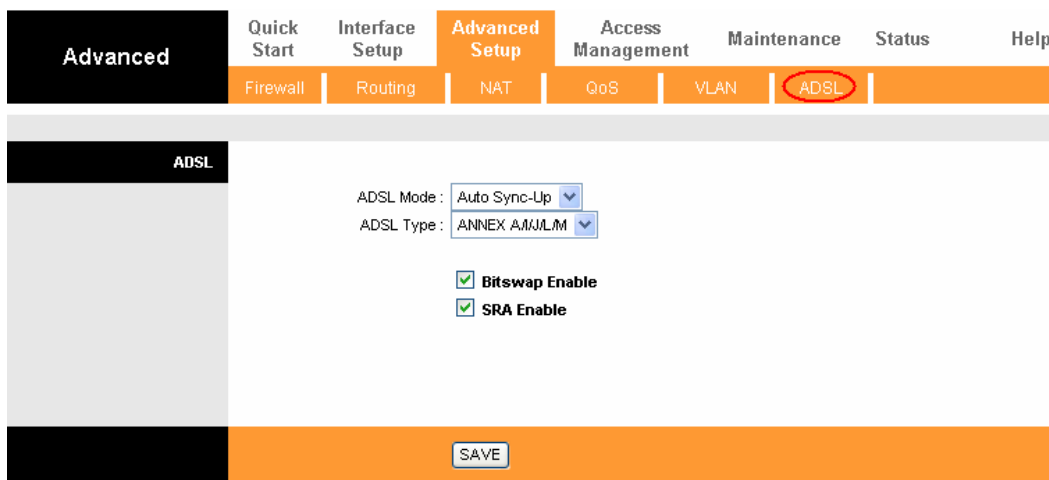 Advanced
Quick Start
Interface Setup
Advanced Setup
Access Management
Maintenance
Status
Help
Firewall
Routing
NAT
QoS
VLAN
ADSL
ADSL
ADSL Mode : Auto Sync-Up
ADSL Type : ANNEX A/I/J/L/M
Bitswap Enable
SRA Enable
SAVE